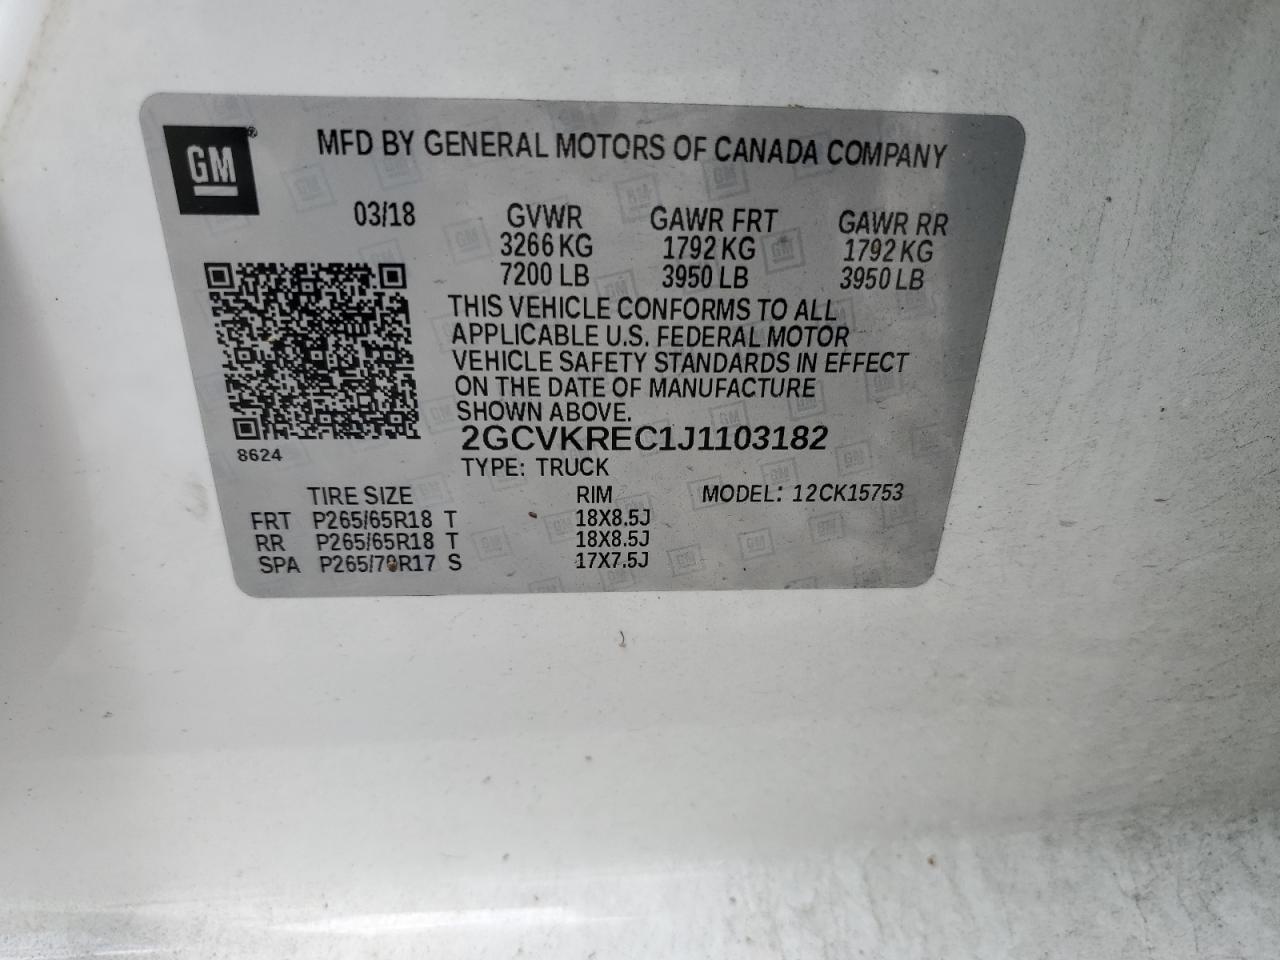 GM®
MFD BY GENERAL MOTORS OF CANADA COMPANY
03/18 GVWR GAWR FRT GAWR RR
3266 KG 1792 KG 1792 KG
7200 LB 3950 LB 3950 LB
THIS VEHICLE CONFORMS TO ALL
APPLICABLE U.S. FEDERAL MOTOR
VEHICLE SAFETY STANDARDS IN EFFECT
ON THE DATE OF MANUFACTURE
SHOWN ABOVE.
2GCVKREC1J1103182
8624
TYPE: TRUCK
TIRE SIZE RIM MODEL: 12CK15753
FRT P265/65R18 T 18X8.5J
RR P265/65R18 T 18X8.5J
SPA P265/70R17 S 17X7.5J